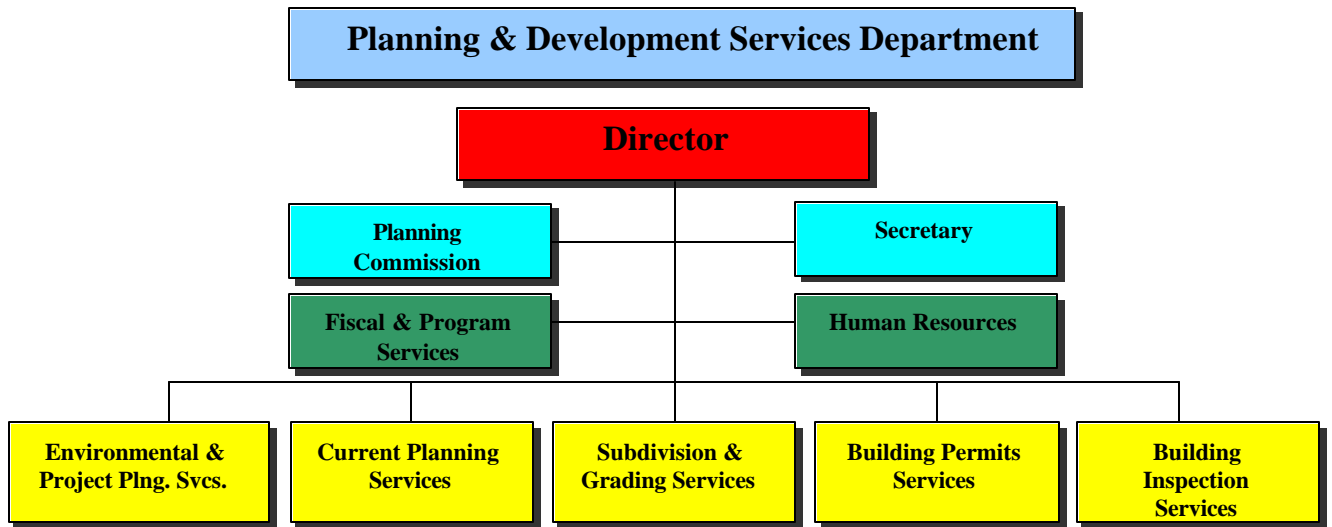 Planning & Development Services Department
Director
Planning
Commission
Secretary
Fiscal & Program
Services
Human Resources
Environmental &
Project Plng. Svcs.
Current Planning
Services
Subdivision &
Grading Services
Building Permits
Services
Building
Inspection
Services